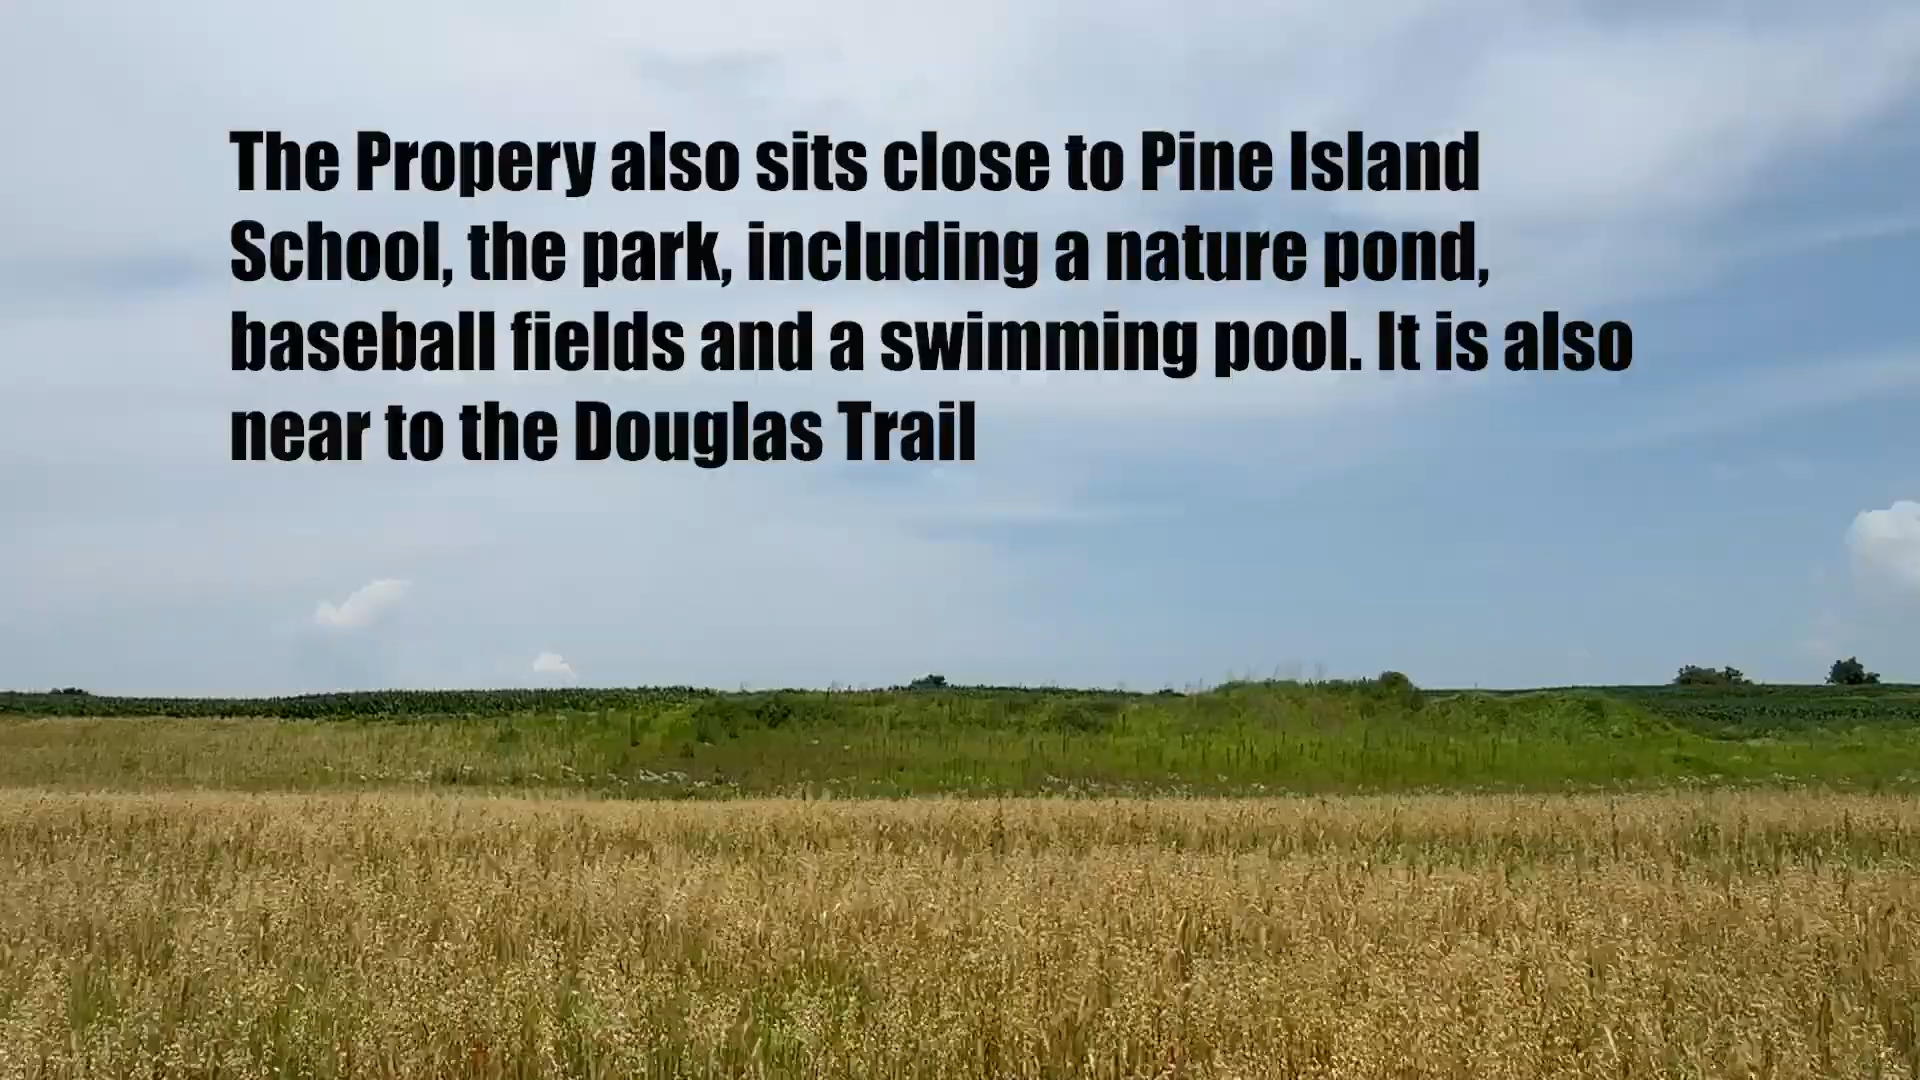 The Propery also sits close to Pine Island
School, the park, including a nature pond,
baseball fields and a swimming pool. It is also
near to the Douglas Trail